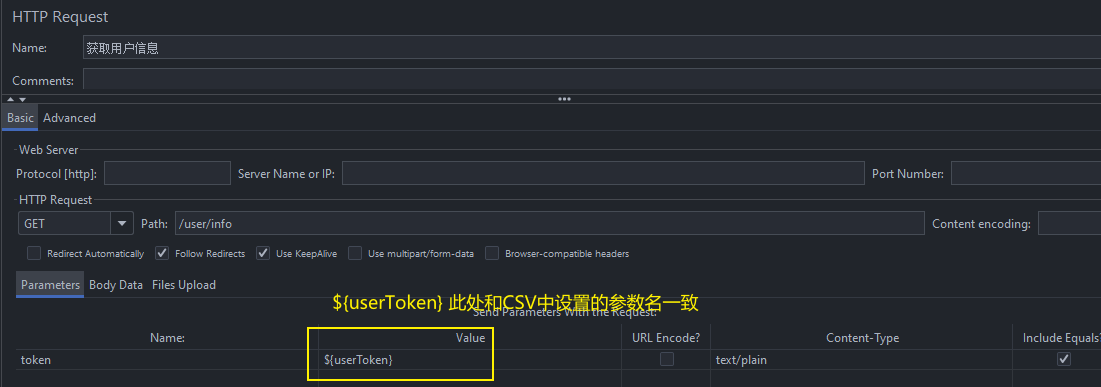 HTTP Request
Name: 获取用户信息
Comments:
Basic Advanced
Web Server
Protocol [http]: Server Name or IP: Port Number:
HTTP Request
GET Path: /user/info Content encoding:
Redirect Automatically Follow Redirects Use KeepAlive Use multipart/form-data Browser-compatible headers
Parameters Body Data Files Upload
${userToken} 此处和CSV中设置的参数名一致
Send Parameters With the Request:
Name: Value URL Encode? Content-Type Include Equals?
token ${userToken} text/plain